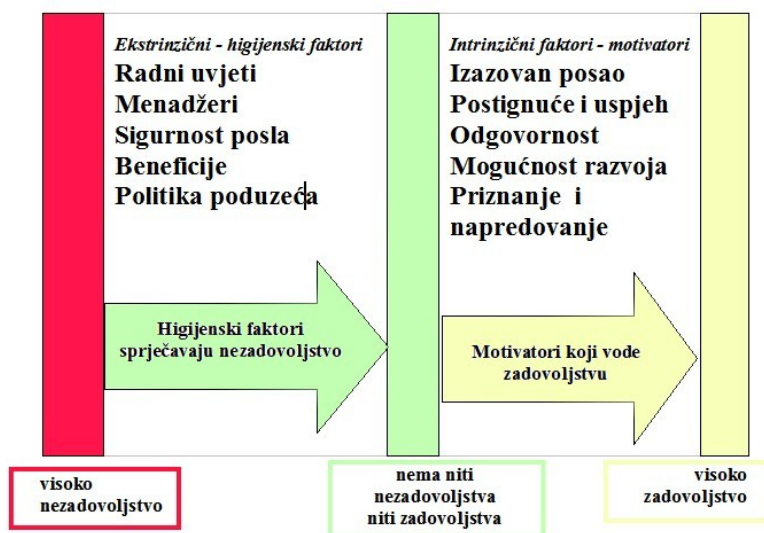 Ekstrinzični - higijenski faktori
Radni uvjeti
Menadžeri
Sigurnost posla
Beneficije
Politika poduzeća
Intrinzični faktori - motivatori
Izazovan posao
Postignuće i uspjeh
Odgovornost
Mogućnost razvoja
Priznanje i
napredovanje
Higijenski faktori
sprječavaju nezadovoljstvo
Motivatori koji vode
zadovoljstvu
visoko
nezadovoljstvo
nema niti
nezadovoljstva
niti zadovoljstva
visoko
zadovoljstvo